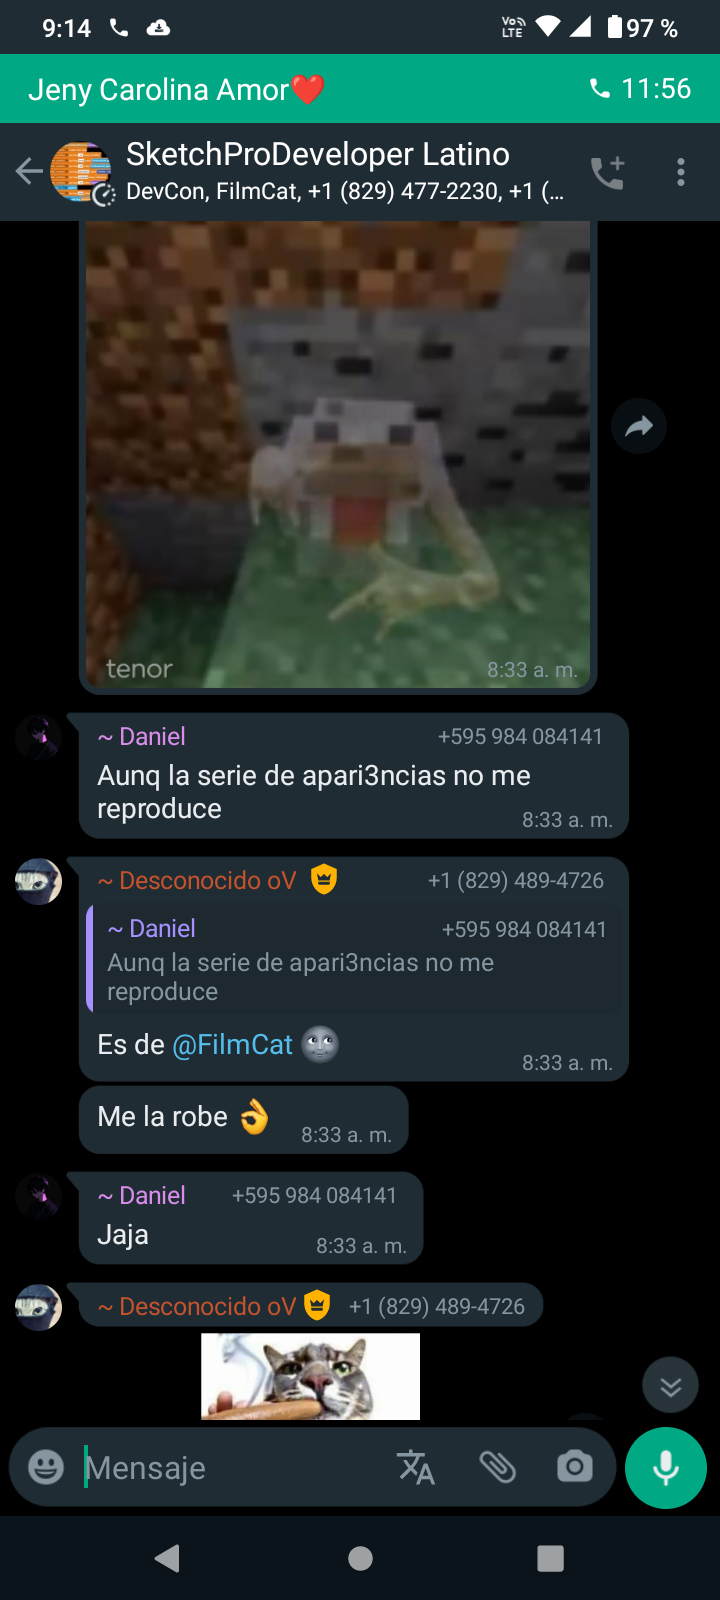 9:14
Vo)) LTE
97 %
Jeny Carolina Amor❤️
11:56
SketchProDeveloper Latino
DevCon, FilmCat, +1 (829) 477-2230, +1 (…
tenor
8:33 a. m.
~ Daniel +595 984 084141
Aunq la serie de apari3ncias no me
reproduce
8:33 a. m.
~ Desconocido oV +1 (829) 489-4726
~ Daniel +595 984 084141
Aunq la serie de apari3ncias no me
reproduce
Es de @FilmCat 🌚
8:33 a. m.
Me la robe 👌
8:33 a. m.
~ Daniel +595 984 084141
Jaja
8:33 a. m.
~ Desconocido oV +1 (829) 489-4726
Mensaje